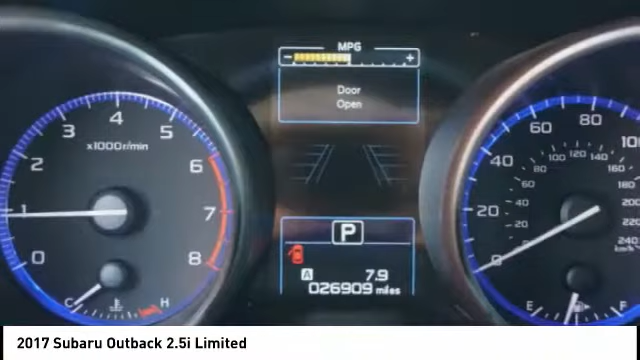 MPG
- +
Door
Open
x1000r/min
0 1 2 3 4 5 6 7 8
C H
P
A 7.9
026909 miles
0 20 40 60 80 100
20 40 60 80 100 120 140 160 180 200 220 240
km/h
E F
2017 Subaru Outback 2.5i Limited